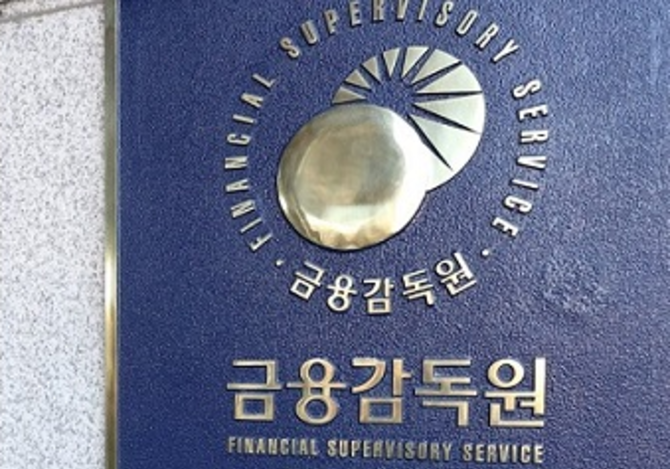 FINANCIAL SUPERVISORY SERVICE
금융감독원
금융감독원
FINANCIAL SUPERVISORY SERVICE